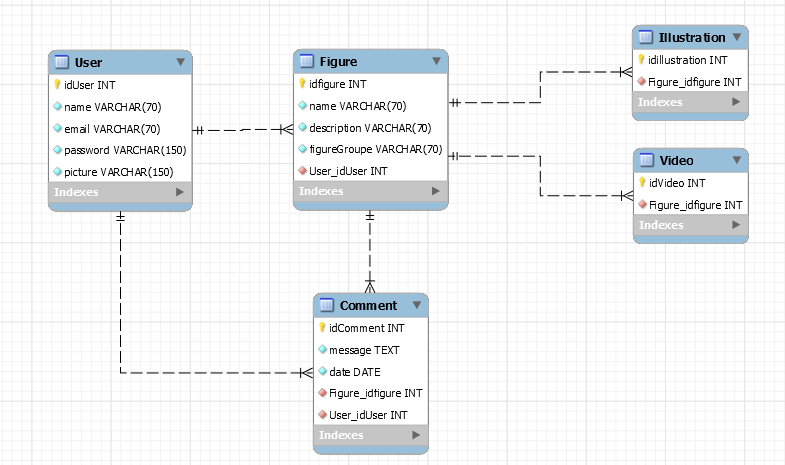 User
idUser INT
name VARCHAR(70)
email VARCHAR(70)
password VARCHAR(150)
picture VARCHAR(150)
Indexes
Figure
idfigure INT
name VARCHAR(70)
description VARCHAR(70)
figureGroupe VARCHAR(70)
User_idUser INT
Indexes
Illustration
idillustration INT
Figure_idfigure INT
Indexes
Video
idVideo INT
Figure_idfigure INT
Indexes
Comment
idComment INT
message TEXT
date DATE
Figure_idfigure INT
User_idUser INT
Indexes